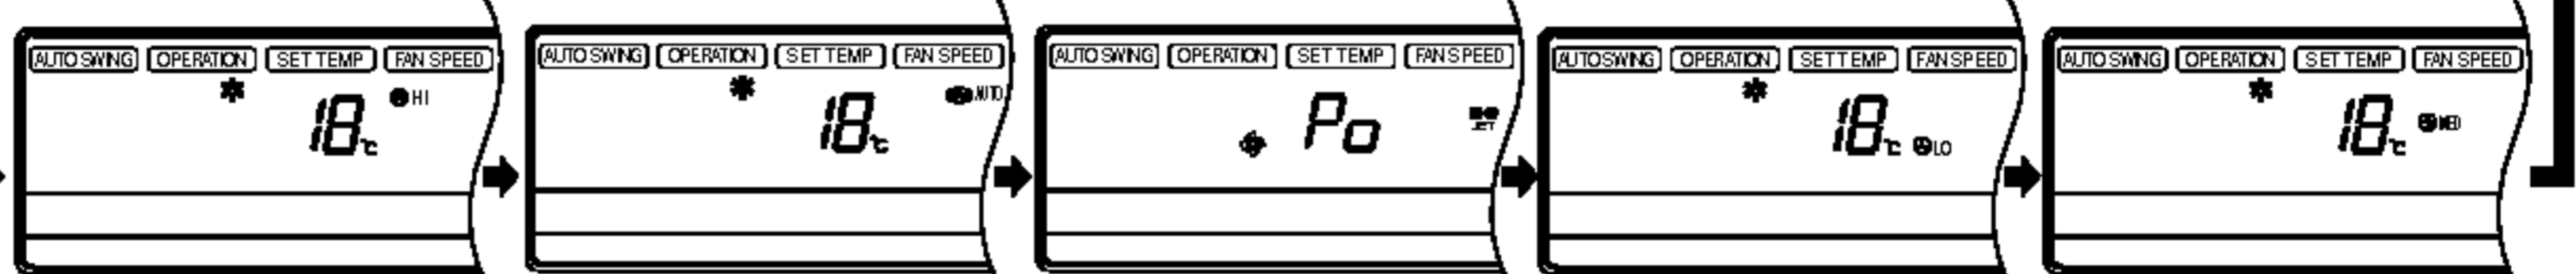 AUTO SWING OPERATION SET TEMP FAN SPEED
HI
18°C
AUTO SWING OPERATION SET TEMP FAN SPEED
AUTO
18°C
AUTO SWING OPERATION SET TEMP FAN SPEED
Po
JET
AUTO SWING OPERATION SET TEMP FAN SPEED
18°C LO
AUTO SWING OPERATION SET TEMP FAN SPEED
18°C MED